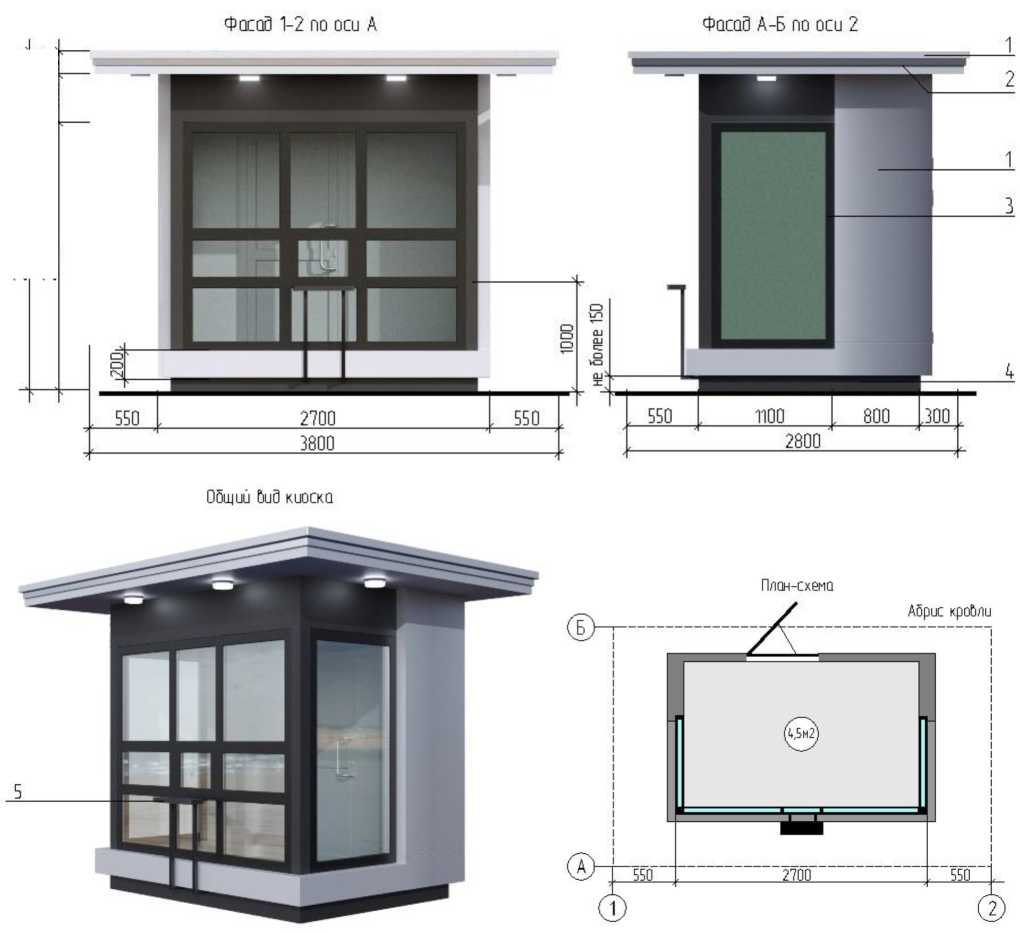 Фасад 1-2 по оси А
Фасад А-Б по оси 2
1
2
1
3
4
200
1000
не более 150
550
2700
550
3800
550
1100
800
300
2800
Общий вид киоска
5
План-схема
Абрис кровли
Б
4,5м2
А
550
2700
550
1
2